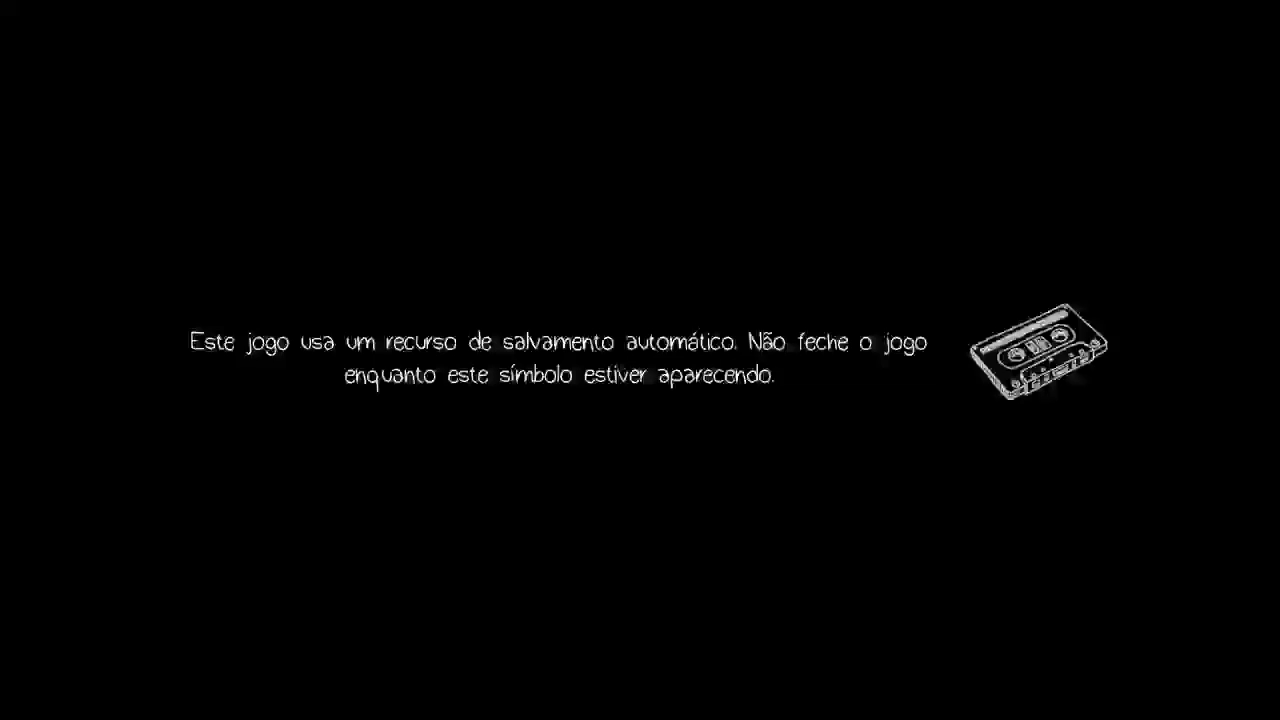 Este jogo usa um recurso de salvamento automático. Não feche o jogo
enquanto este símbolo estiver aparecendo.